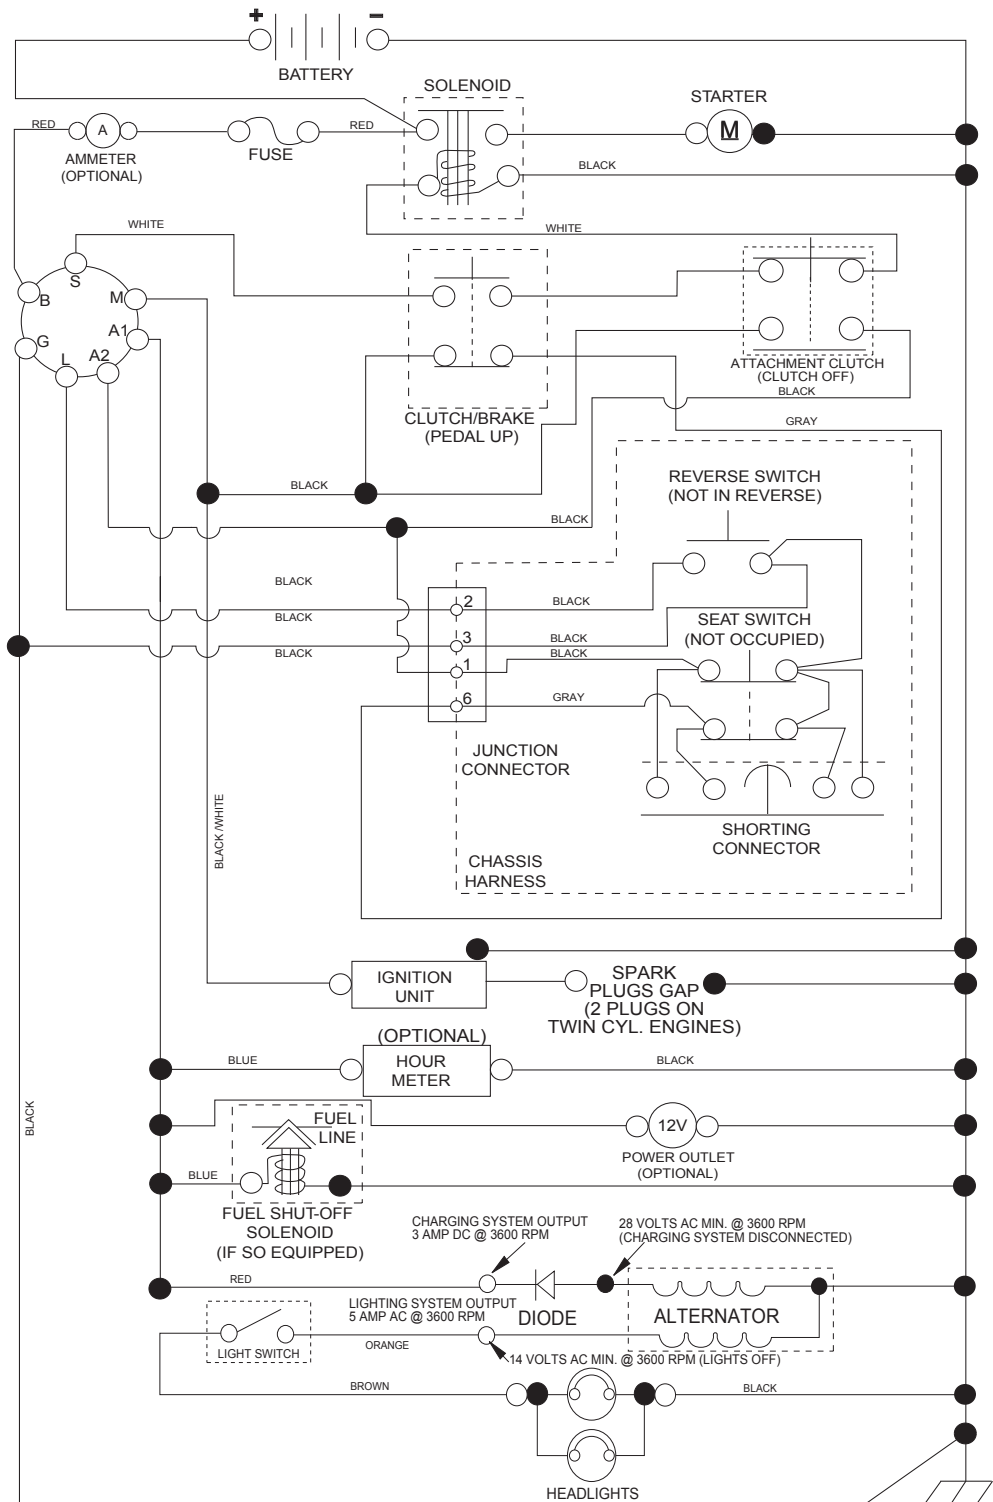 + −
BATTERY
SOLENOID
STARTER
RED
A
RED
M
FUSE
AMMETER
(OPTIONAL)
BLACK
WHITE
WHITE
S
B
M
A1
G
L
A2
ATTACHMENT CLUTCH
(CLUTCH OFF)
BLACK
CLUTCH/BRAKE
(PEDAL UP)
GRAY
REVERSE SWITCH
(NOT IN REVERSE)
BLACK
BLACK
BLACK
2
BLACK
BLACK
SEAT SWITCH
(NOT OCCUPIED)
3
BLACK
BLACK
BLACK
1
6
GRAY
JUNCTION
CONNECTOR
BLACK /WHITE
SHORTING
CONNECTOR
CHASSIS
HARNESS
IGNITION
UNIT
SPARK
PLUGS GAP
(2 PLUGS ON
TWIN CYL. ENGINES)
(OPTIONAL)
BLUE
HOUR
METER
BLACK
BLACK
FUEL
LINE
12V
POWER OUTLET
(OPTIONAL)
BLUE
FUEL SHUT-OFF
SOLENOID
(IF SO EQUIPPED)
CHARGING SYSTEM OUTPUT
3 AMP DC @ 3600 RPM
28 VOLTS AC MIN. @ 3600 RPM
(CHARGING SYSTEM DISCONNECTED)
RED
LIGHTING SYSTEM OUTPUT
5 AMP AC @ 3600 RPM
DIODE
ALTERNATOR
LIGHT SWITCH
ORANGE
14 VOLTS AC MIN. @ 3600 RPM (LIGHTS OFF)
BROWN
BLACK
HEADLIGHTS